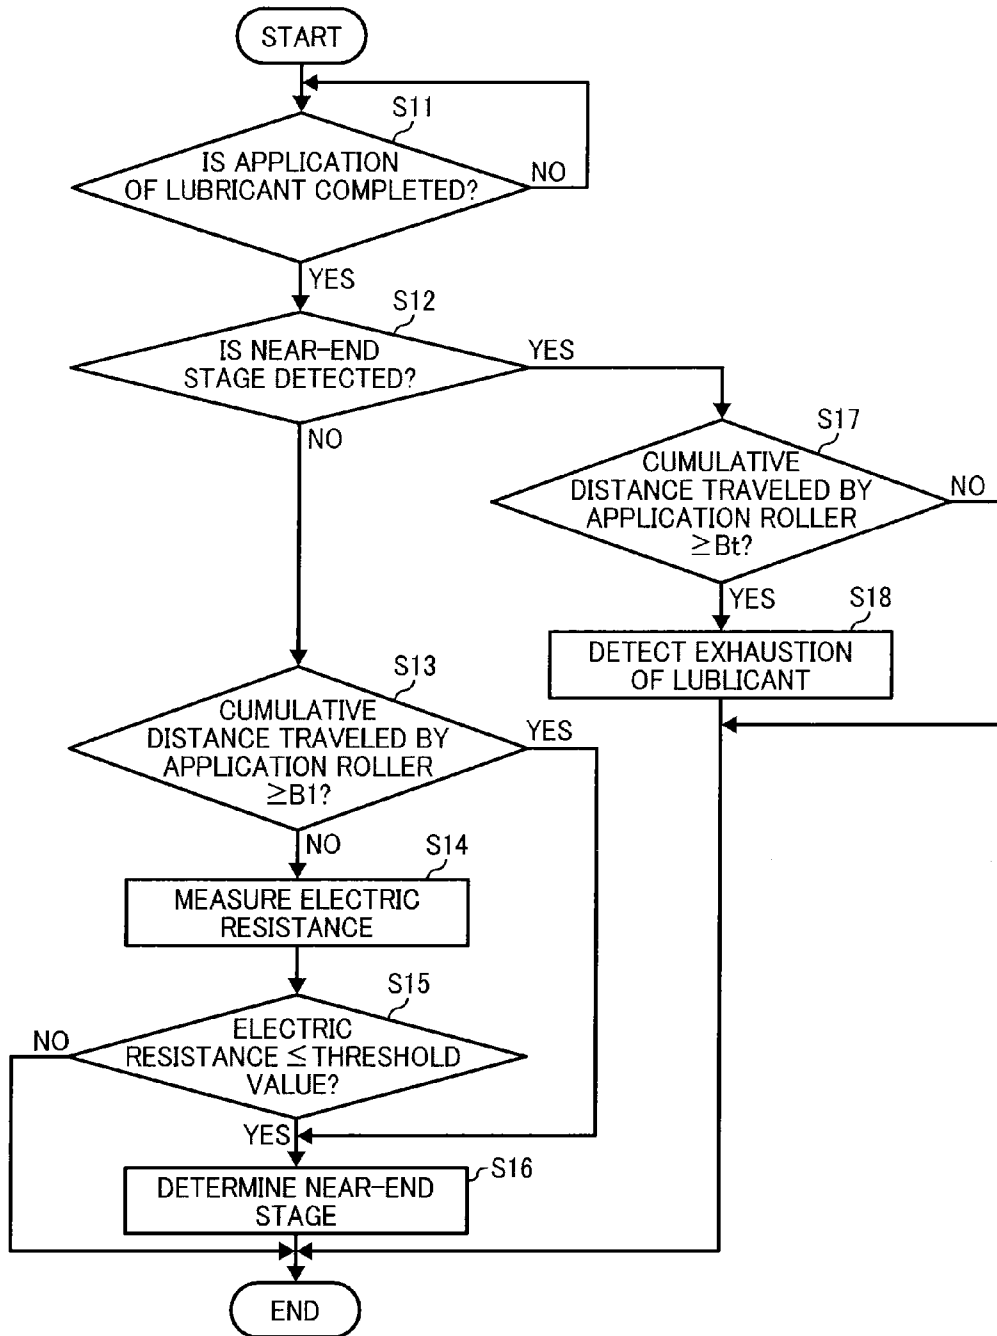 START
S11
IS APPLICATION
OF LUBRICANT COMPLETED?
NO
YES
S12
IS NEAR-END
STAGE DETECTED?
YES
NO
S17
CUMULATIVE
DISTANCE TRAVELED BY
APPLICATION ROLLER
≥Bt?
NO
YES
S18
DETECT EXHAUSTION
OF LUBLICANT
S13
CUMULATIVE
DISTANCE TRAVELED BY
APPLICATION ROLLER
≥B1?
YES
NO
S14
MEASURE ELECTRIC
RESISTANCE
S15
ELECTRIC
RESISTANCE ≤ THRESHOLD
VALUE?
NO
YES
S16
DETERMINE NEAR-END
STAGE
END